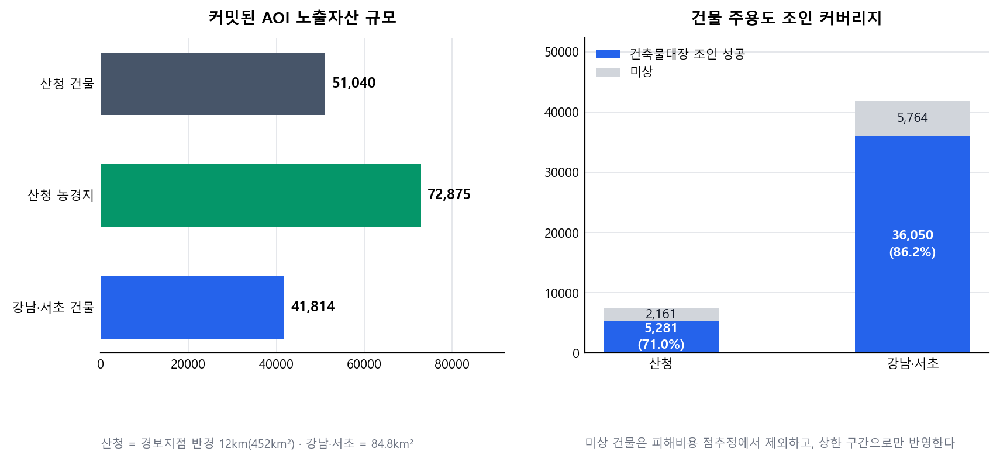 커밋된 AOI 노출자산 규모
산청 건물
51,040
산청 농경지
72,875
강남·서초 건물
41,814
0 20000 40000 60000 80000
산청 = 경보지점 반경 12km(452km²) · 강남·서초 = 84.8km²
건물 주용도 조인 커버리지
건축물대장 조인 성공
미상
50000
40000
30000
20000
10000
0
2,161
5,281
(71.0%)
5,764
36,050
(86.2%)
산청 강남·서초
미상 건물은 피해비용 점추정에서 제외하고, 상한 구간으로만 반영한다